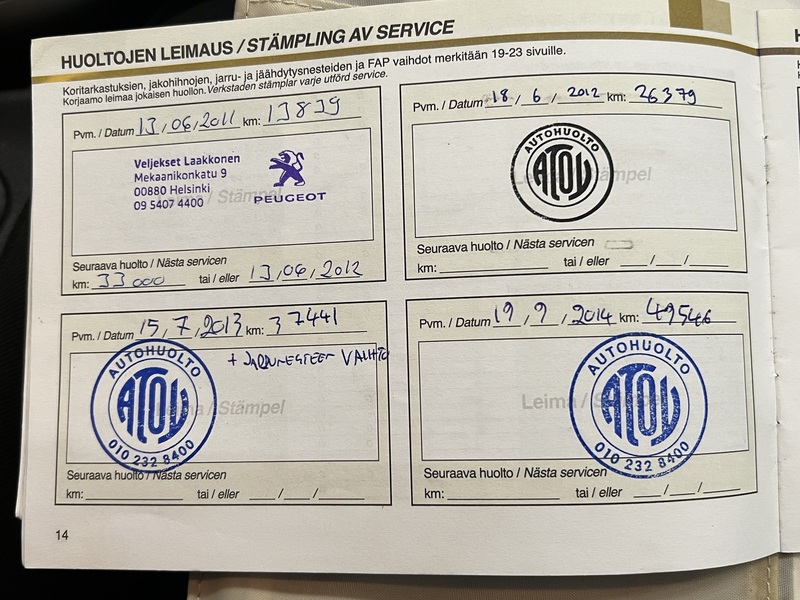 HUOLTOJEN LEIMAUS / STÄMPLING AV SERVICE
Koritarkastuksien, jakohihnojen, jarru- ja jäähdytysnesteiden ja FAP vaihdot merkitään 19-23 sivuille.
Korjaamo leimaa jokaisen huollon. Verkstaden stämplar varje utförd service.
Pvm. / Datum 13, 06, 2011 km: 13839
Veljekset Laakkonen
Mekaanikonkatu 9
00880 Helsinki
09 5407 4400
PEUGEOT
/ Stämpel
Seuraava huolto / Nästa servicen
km: 33 000 tai / eller 13, 06, 2012
Pvm. / Datum 18 / 6 / 2012 km: 26379
AUTOHUOLTO
ATOY
Leima / Stämpel
Seuraava huolto / Nästa servicen
km: tai / eller / /
Pvm. / Datum 15, 7, 2013 km: 37441
+ JARRUNESTEEN VAIHTO
AUTOHUOLTO
ATOY
010 232 8400
Leima / Stämpel
Seuraava huolto / Nästa servicen
km: tai / eller / /
Pvm. / Datum 19 / 9 / 2014 km: 49546
AUTOHUOLTO
ATOY
010 232 8400
Leima / Stämpel
Seuraava huolto / Nästa servicen
km: tai / eller / /
14